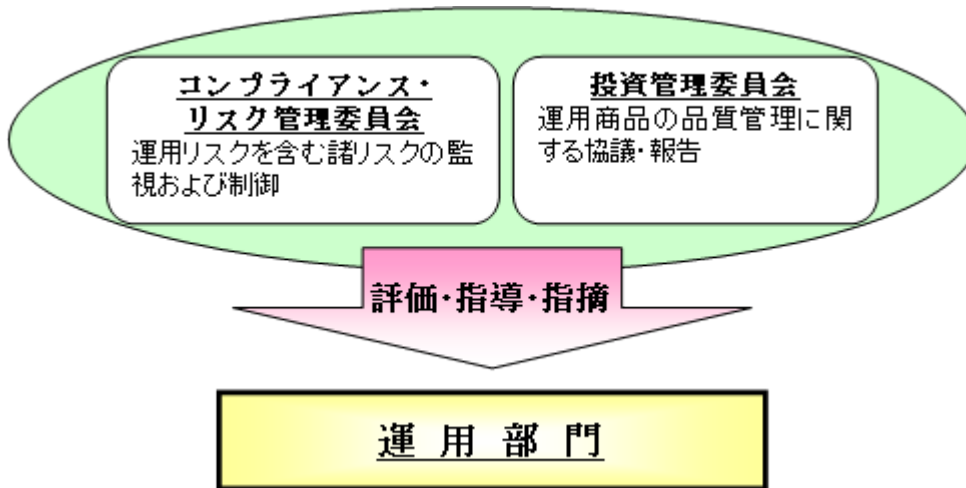 コンプライアンス・
リスク管理委員会
運用リスクを含む諸リスクの監
視および制御
投資管理委員会
運用商品の品質管理に関
する協議・報告
評価・指導・指摘
運用部門